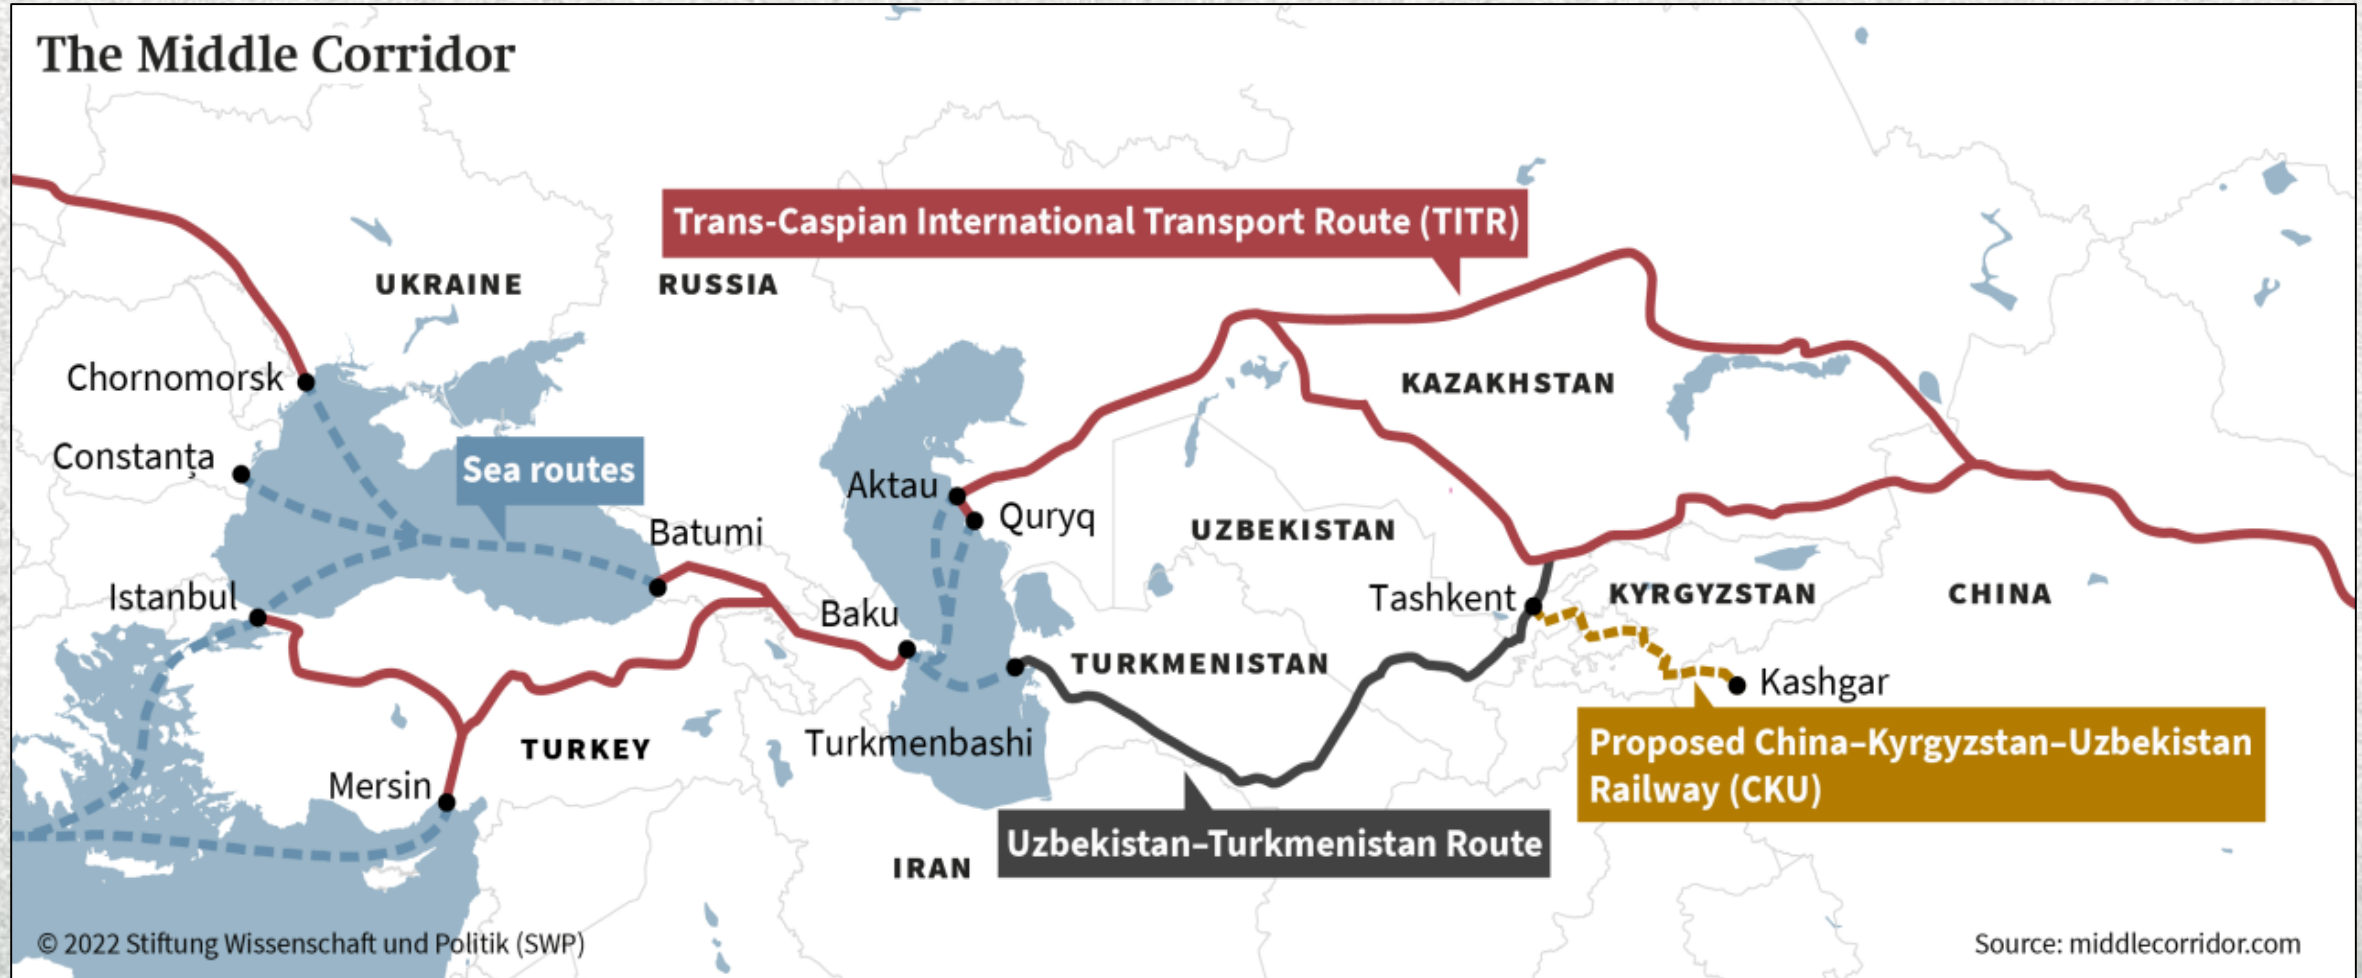 The Middle Corridor
Trans-Caspian International Transport Route (TITR)
UKRAINE
RUSSIA
Chornomorsk
KAZAKHSTAN
Constanţa
Sea routes
Aktau
Quryq
Batumi
UZBEKISTAN
Istanbul
Baku
Tashkent
KYRGYZSTAN
CHINA
TURKMENISTAN
Kashgar
TURKEY
Turkmenbashi
Proposed China–Kyrgyzstan–Uzbekistan
Railway (CKU)
Mersin
Uzbekistan–Turkmenistan Route
IRAN
© 2022 Stiftung Wissenschaft und Politik (SWP)
Source: middlecorridor.com